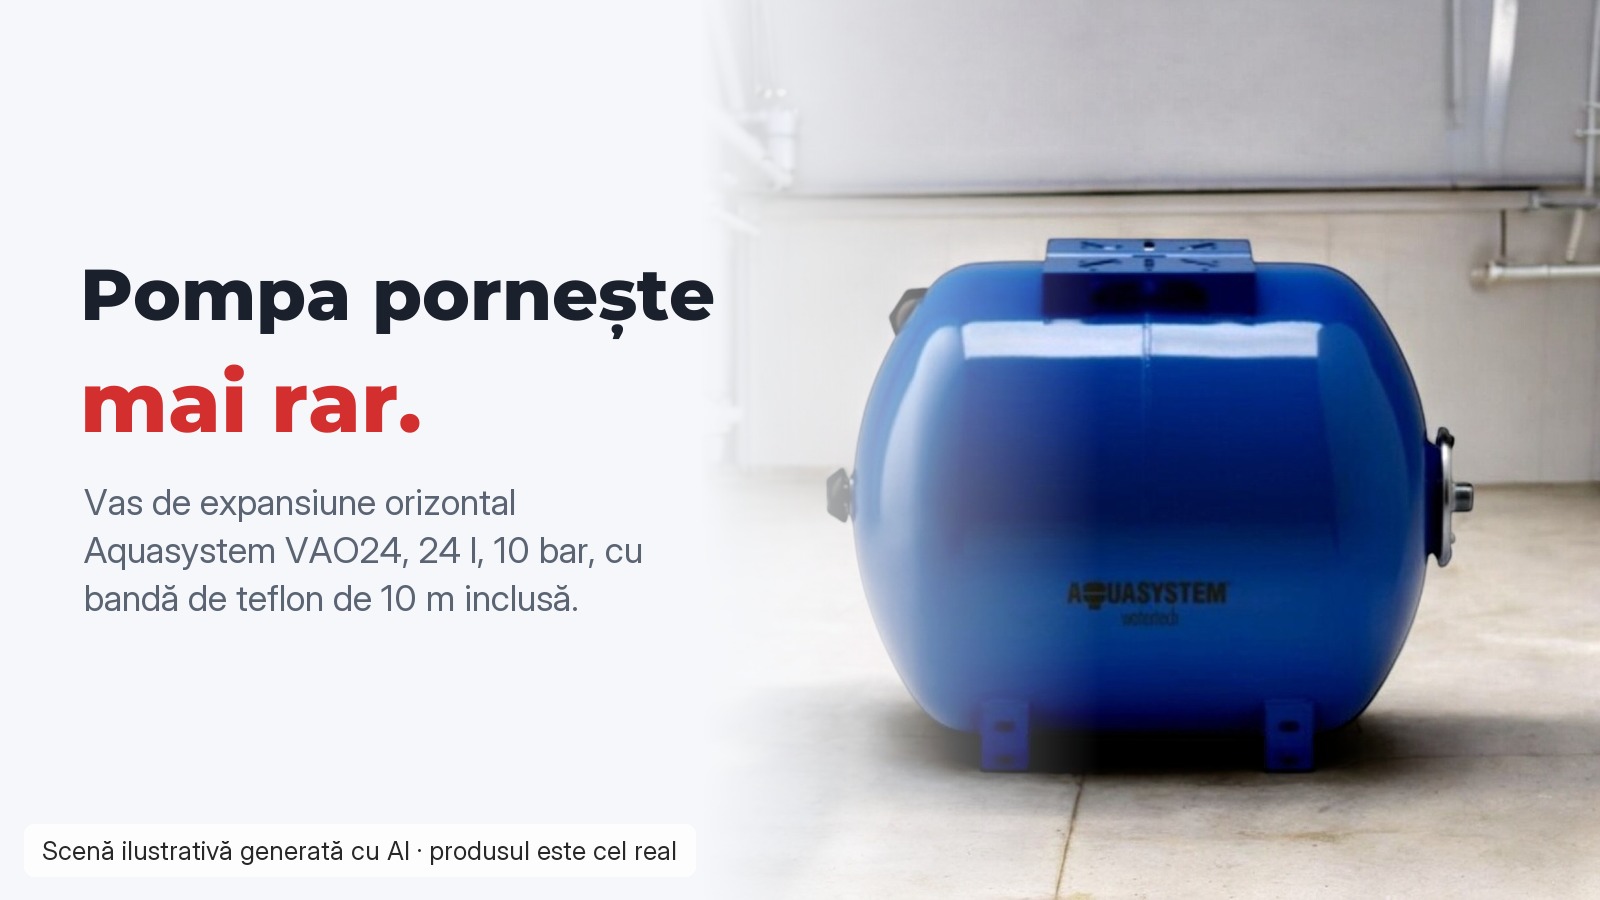 Pompa pornește
mai rar.
Vas de expansiune orizontal
Aquasystem VAO24, 24 l, 10 bar, cu
bandă de teflon de 10 m inclusă.
AQUASYSTEM
watertech
Scenă ilustrativă generată cu AI · produsul este cel real